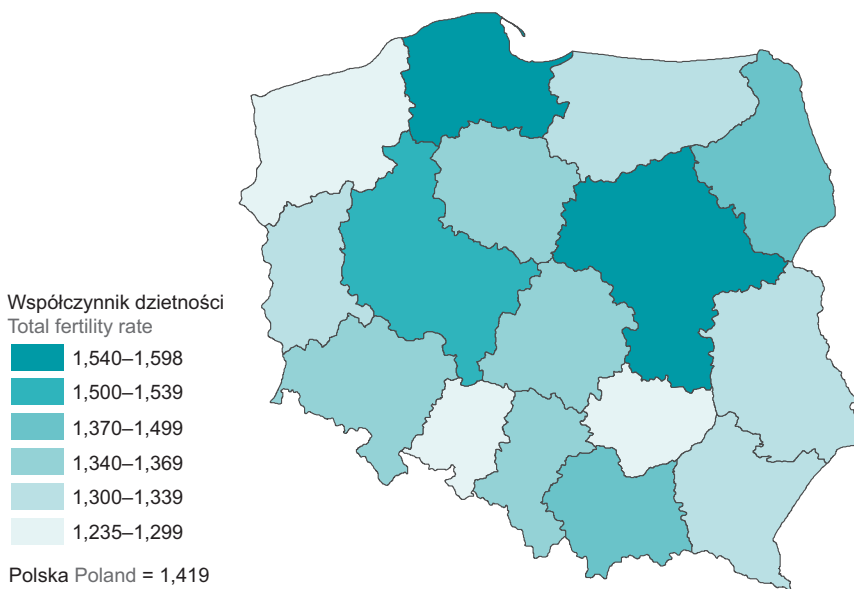 Współczynnik dzietności
Total fertility rate
1,540–1,598
1,500–1,539
1,370–1,499
1,340–1,369
1,300–1,339
1,235–1,299
Polska Poland = 1,419